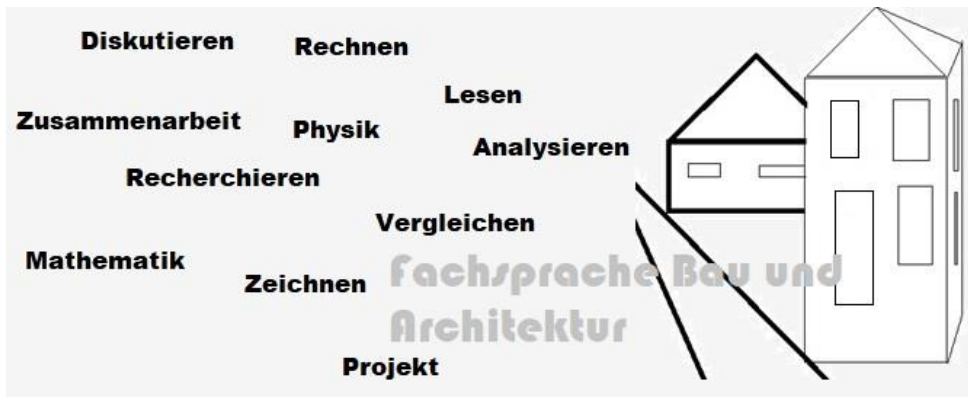 Diskutieren
Rechnen
Lesen
Zusammenarbeit
Physik
Analysieren
Recherchieren
Vergleichen
Mathematik
Zeichnen
Fachsprache Bau und
Architektur
Projekt